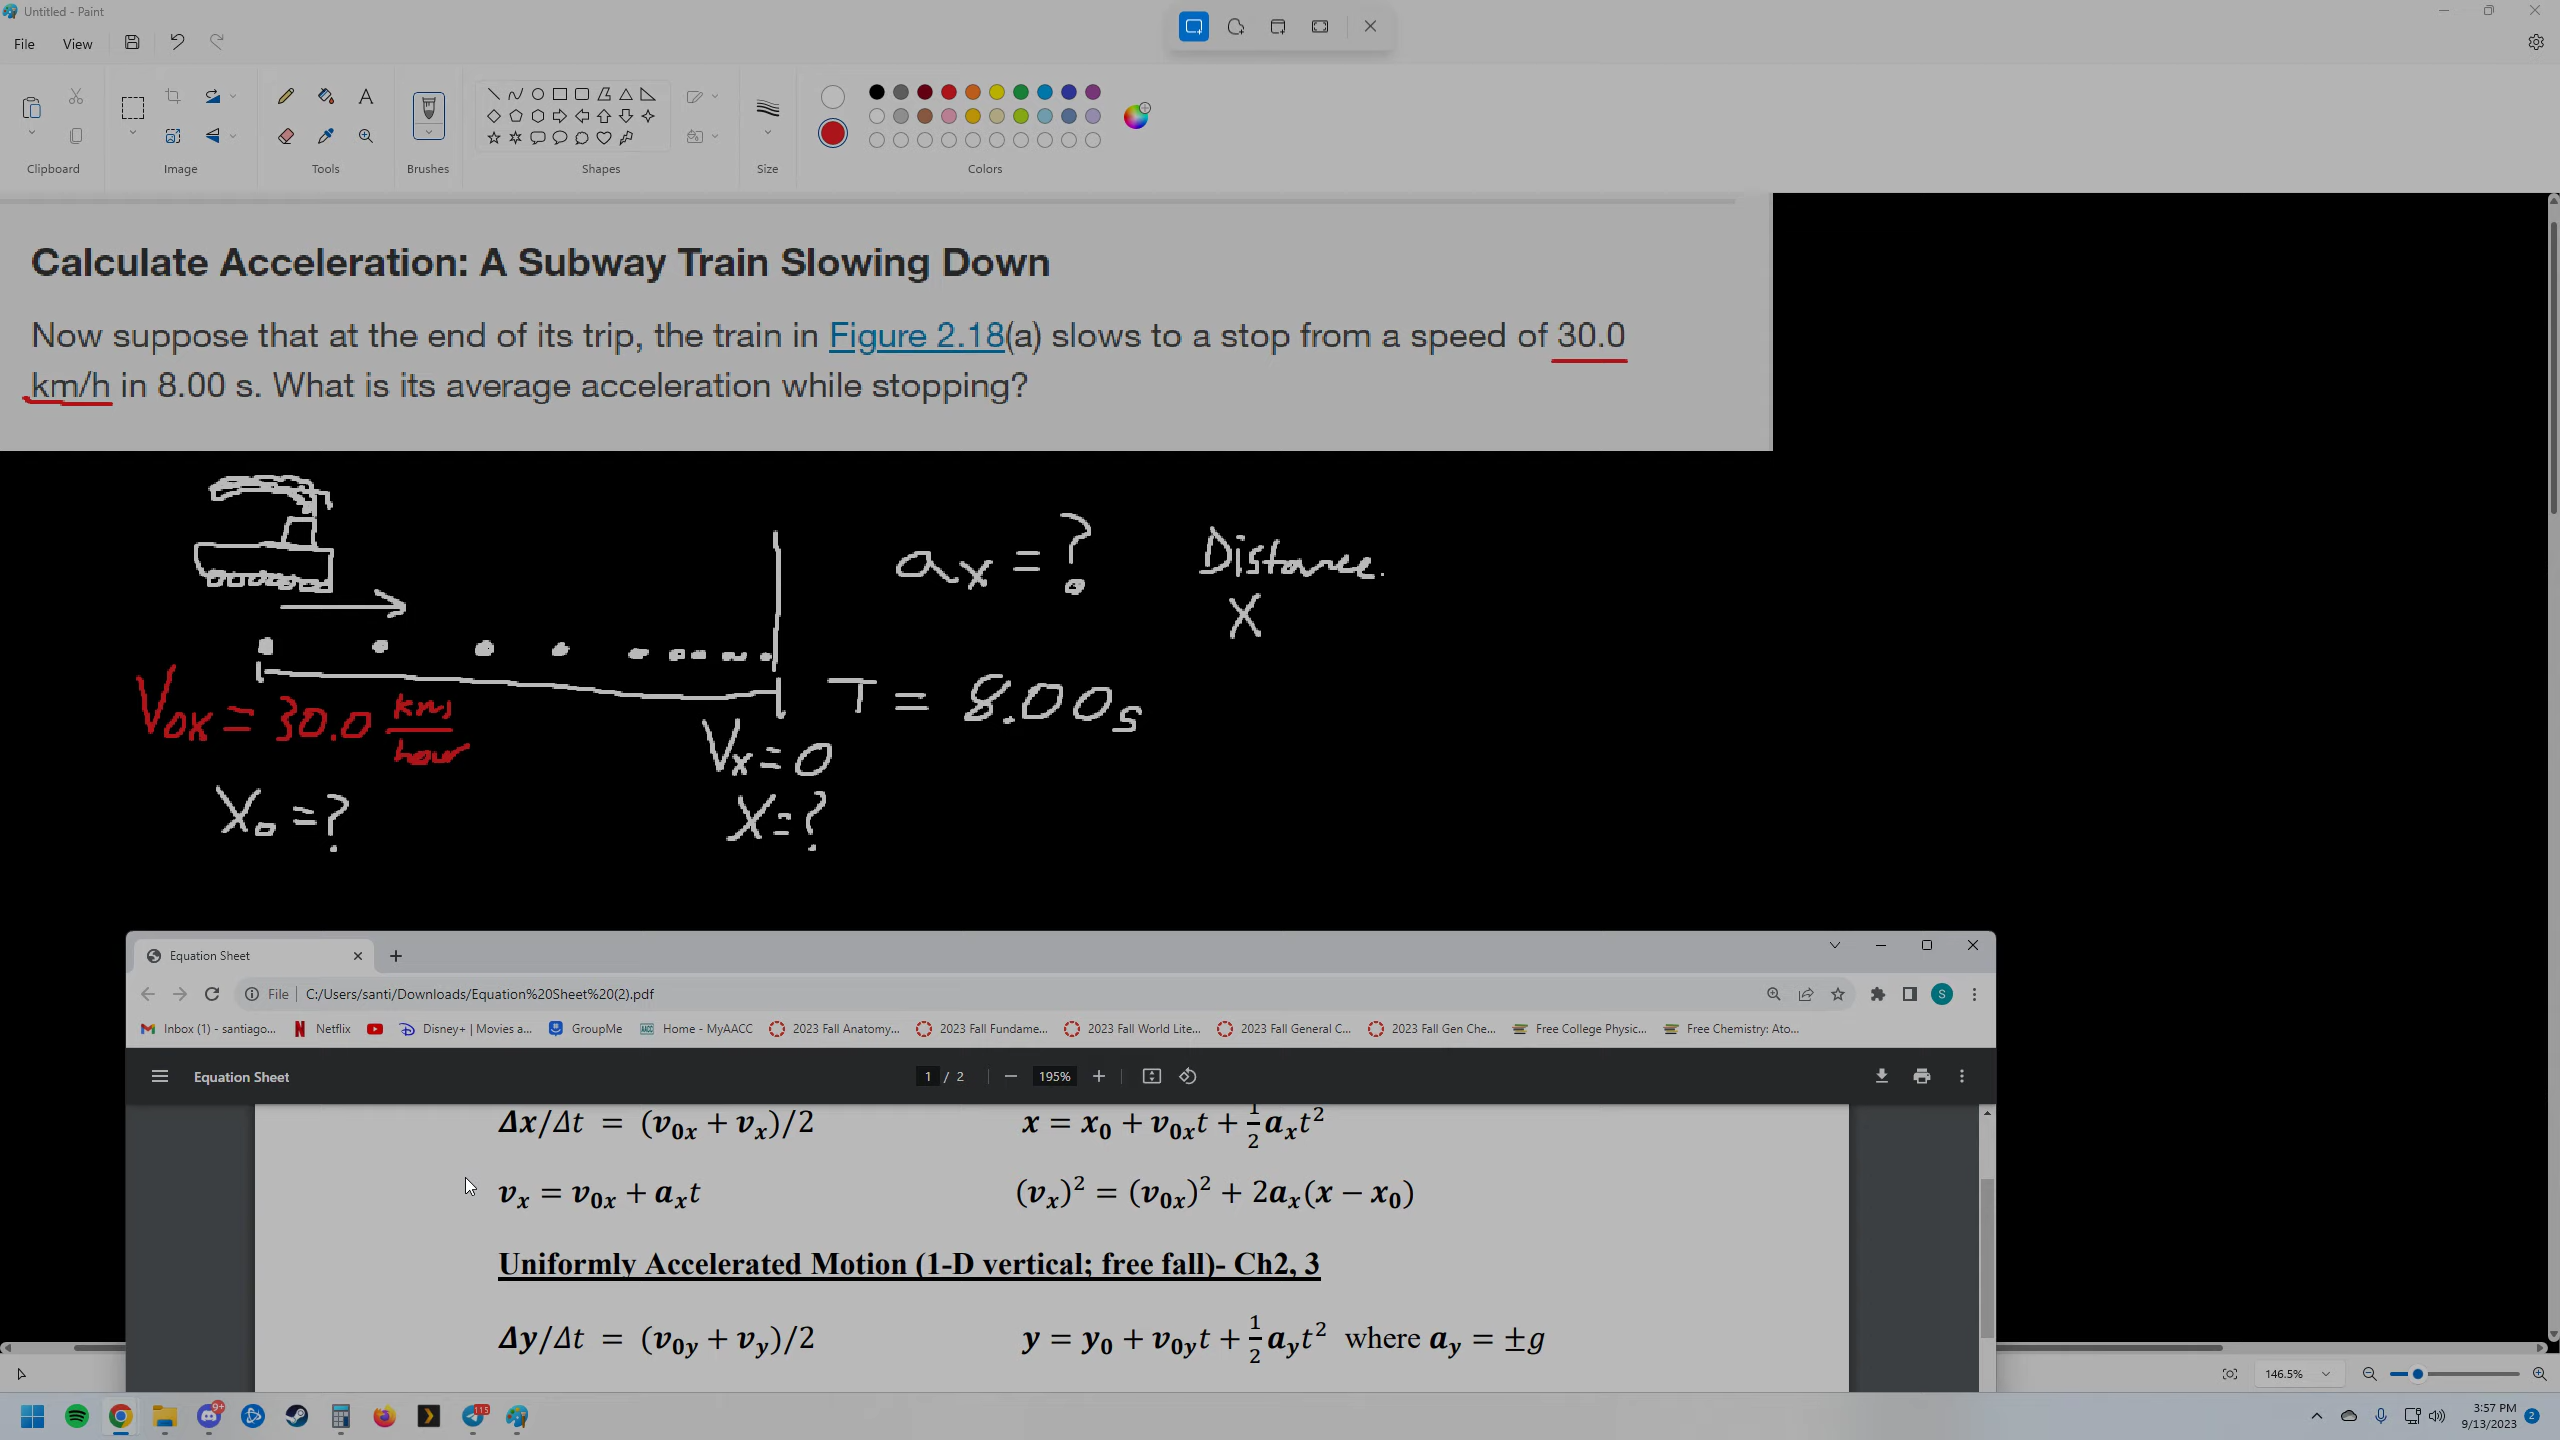 Untitled - Paint
File View
Clipboard Image Tools Brushes Shapes Size Colors
Calculate Acceleration: A Subway Train Slowing Down
Now suppose that at the end of its trip, the train in Figure 2.18(a) slows to a stop from a speed of 30.0
km/h in 8.00 s. What is its average acceleration while stopping?
ax = ? Distance.
X
T = 8.00s
Vox = 30.0 km/hour
Vx = 0
Xo = ? X = ?
Equation Sheet
File C:/Users/santi/Downloads/Equation%20Sheet%20(2).pdf
Inbox (1) - santiago... Netflix Disney+ | Movies a... GroupMe Home - MyAACC 2023 Fall Anatomy... 2023 Fall Fundame... 2023 Fall World Lite... 2023 Fall General C... 2023 Fall Gen Che... Free College Physic... Free Chemistry: Ato...
Equation Sheet 1 / 2 195%
Δx/Δt = (v₀ₓ + vₓ)/2 x = x₀ + v₀ₓt + ½aₓt²
vₓ = v₀ₓ + aₓt (vₓ)² = (v₀ₓ)² + 2aₓ(x − x₀)
Uniformly Accelerated Motion (1-D vertical; free fall)- Ch2, 3
Δy/Δt = (v0y + vy)/2 y = y₀ + v0yt + ½ayt² where ay = ±g
146.5%
3:57 PM
9/13/2023